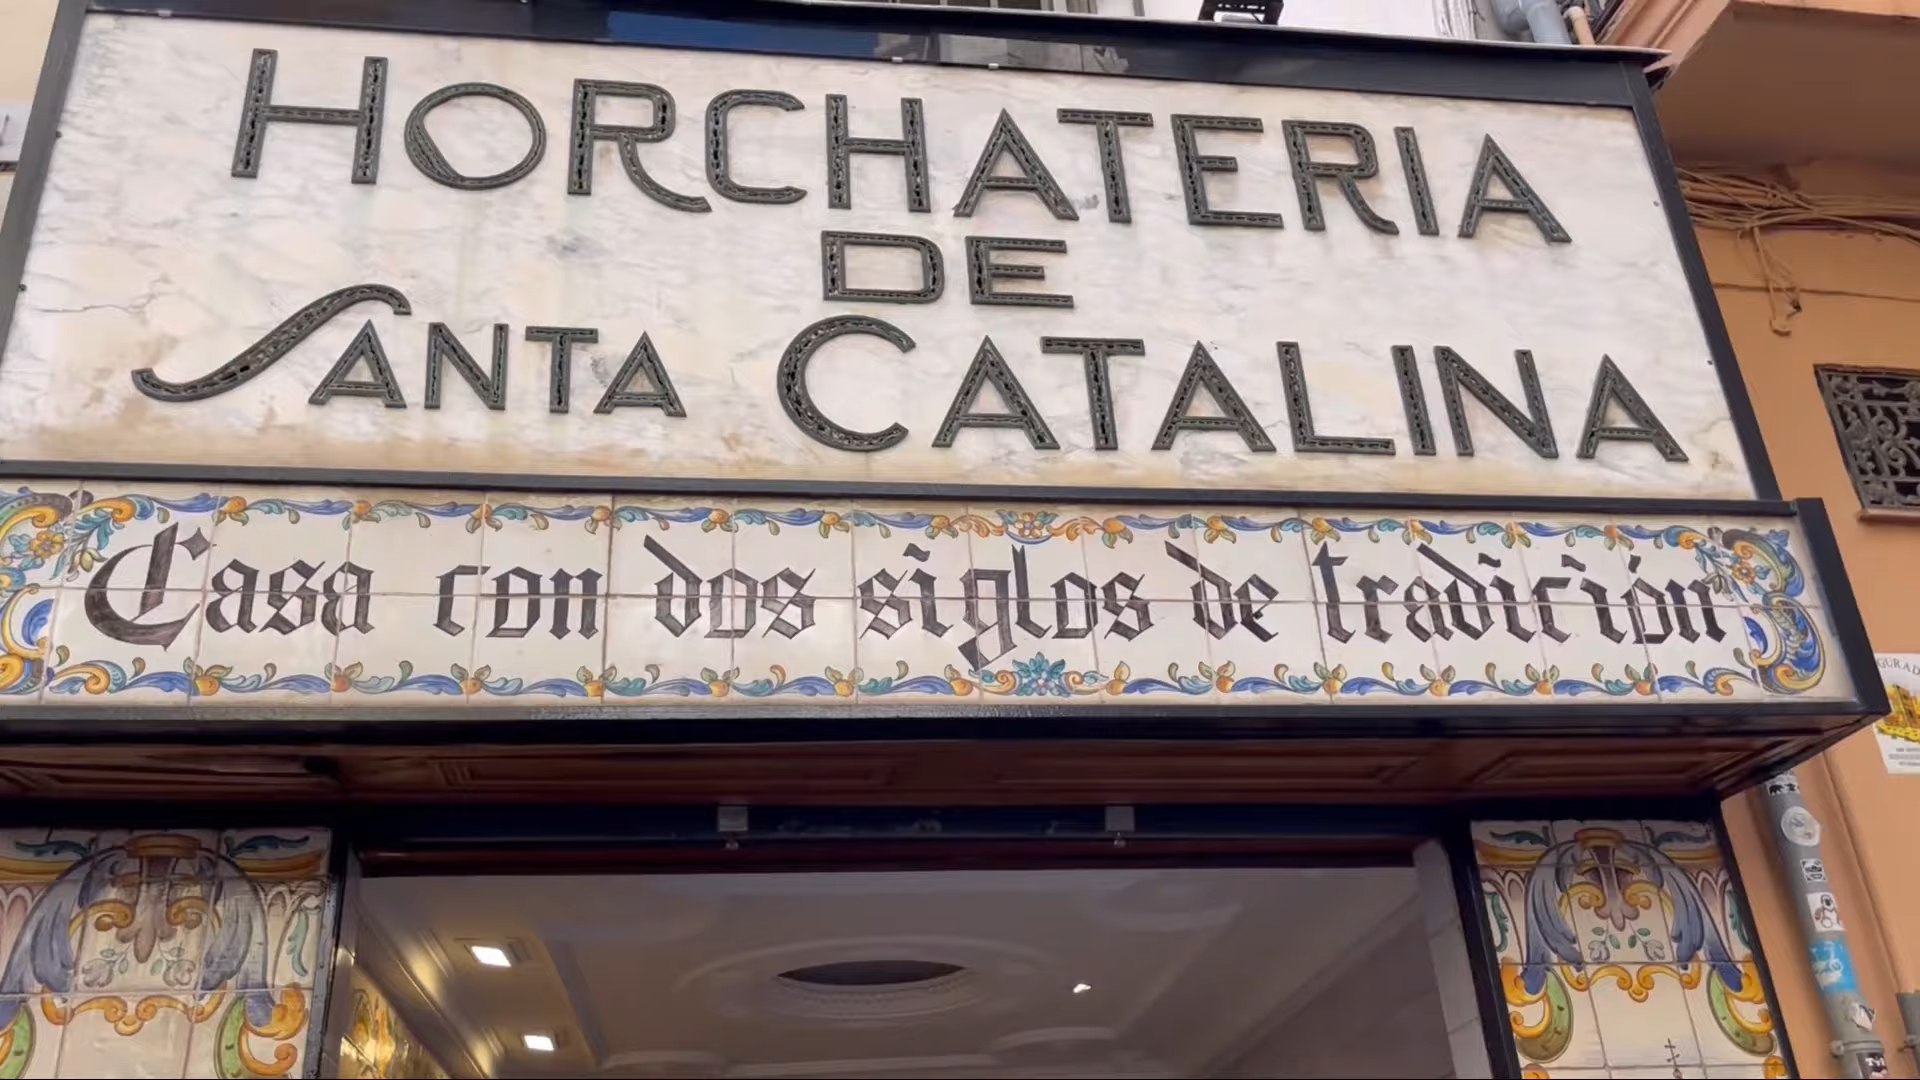 HORCHATERIA
DE
SANTA CATALINA
Casa con dos siglos de tradición